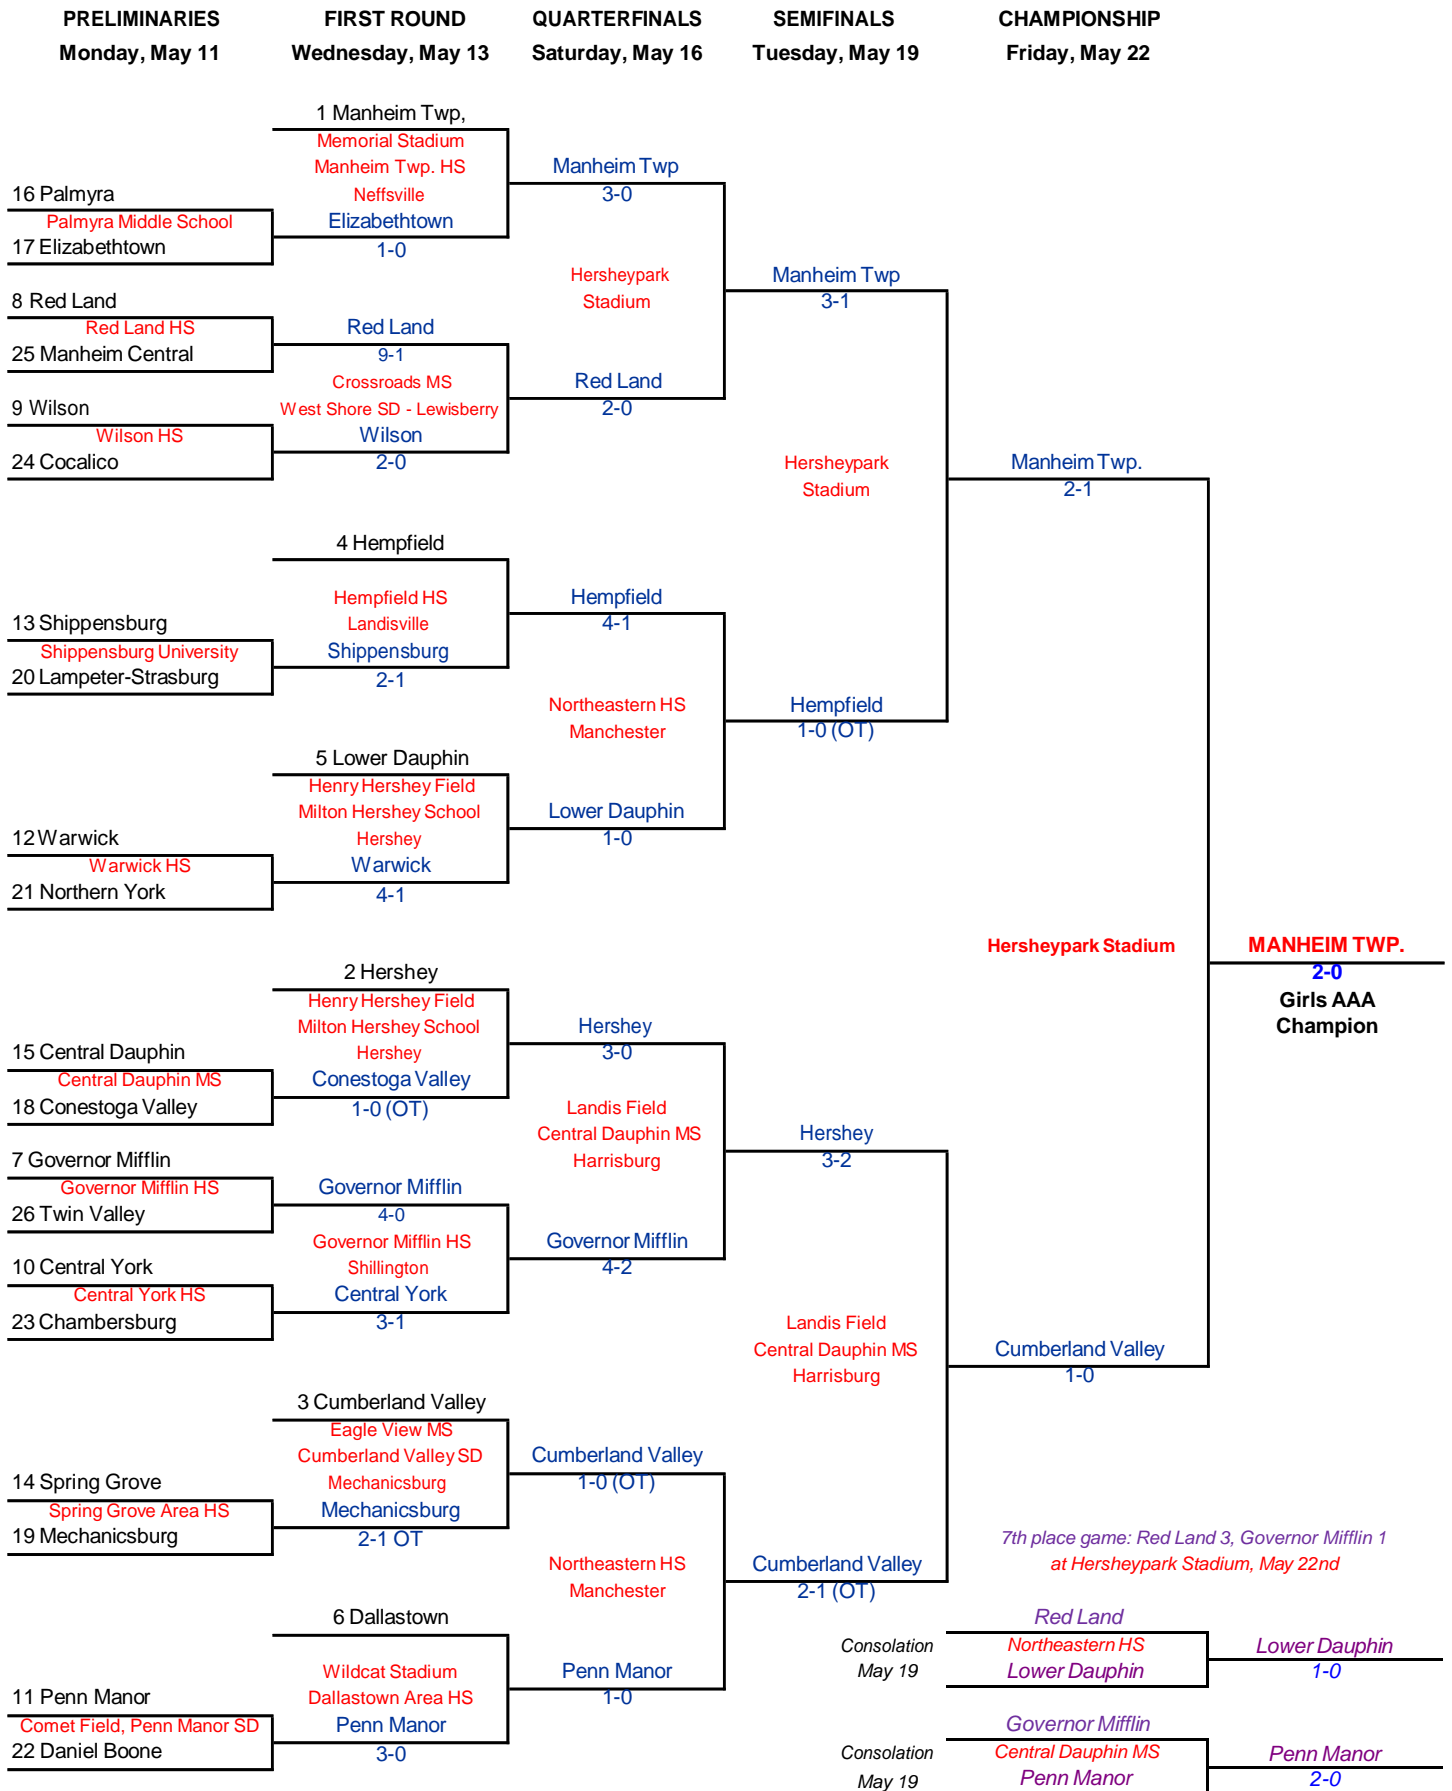 PRELIMINARIES
Monday, May 11
FIRST ROUND
Wednesday, May 13
QUARTERFINALS
Saturday, May 16
SEMIFINALS
Tuesday, May 19
CHAMPIONSHIP
Friday, May 22
16 Palmyra
Palmyra Middle School
17 Elizabethtown
8 Red Land
Red Land HS
25 Manheim Central
9 Wilson
Wilson HS
24 Cocalico
13 Shippensburg
Shippensburg University
20 Lampeter-Strasburg
12 Warwick
Warwick HS
21 Northern York
15 Central Dauphin
Central Dauphin MS
18 Conestoga Valley
7 Governor Mifflin
Governor Mifflin HS
26 Twin Valley
10 Central York
Central York HS
23 Chambersburg
14 Spring Grove
Spring Grove Area HS
19 Mechanicsburg
11 Penn Manor
Comet Field, Penn Manor SD
22 Daniel Boone
1 Manheim Twp,
Memorial Stadium
Manheim Twp. HS
Neffsville
Elizabethtown
1-0
Red Land
9-1
Crossroads MS
West Shore SD - Lewisberry
Wilson
2-0
4 Hempfield
Hempfield HS
Landisville
Shippensburg
2-1
5 Lower Dauphin
Henry Hershey Field
Milton Hershey School
Hershey
Warwick
4-1
2 Hershey
Henry Hershey Field
Milton Hershey School
Hershey
Conestoga Valley
1-0 (OT)
Governor Mifflin
4-0
Governor Mifflin HS
Shillington
Central York
3-1
3 Cumberland Valley
Eagle View MS
Cumberland Valley SD
Mechanicsburg
Mechanicsburg
2-1 OT
6 Dallastown
Wildcat Stadium
Dallastown Area HS
Penn Manor
3-0
Manheim Twp
3-0
Hersheypark
Stadium
Red Land
2-0
Hempfield
4-1
Northeastern HS
Manchester
Lower Dauphin
1-0
Hershey
3-0
Landis Field
Central Dauphin MS
Harrisburg
Governor Mifflin
4-2
Cumberland Valley
1-0 (OT)
Northeastern HS
Manchester
Penn Manor
1-0
Manheim Twp
3-1
Hersheypark
Stadium
Hempfield
1-0 (OT)
Hershey
3-2
Landis Field
Central Dauphin MS
Harrisburg
Cumberland Valley
2-1 (OT)
Manheim Twp.
2-1
Hersheypark Stadium
Cumberland Valley
1-0
MANHEIM TWP.
2-0
Girls AAA
Champion
7th place game: Red Land 3, Governor Mifflin 1
at Hersheypark Stadium, May 22nd
Consolation
May 19
Red Land
Northeastern HS
Lower Dauphin
Lower Dauphin
1-0
Consolation
May 19
Governor Mifflin
Central Dauphin MS
Penn Manor
Penn Manor
2-0